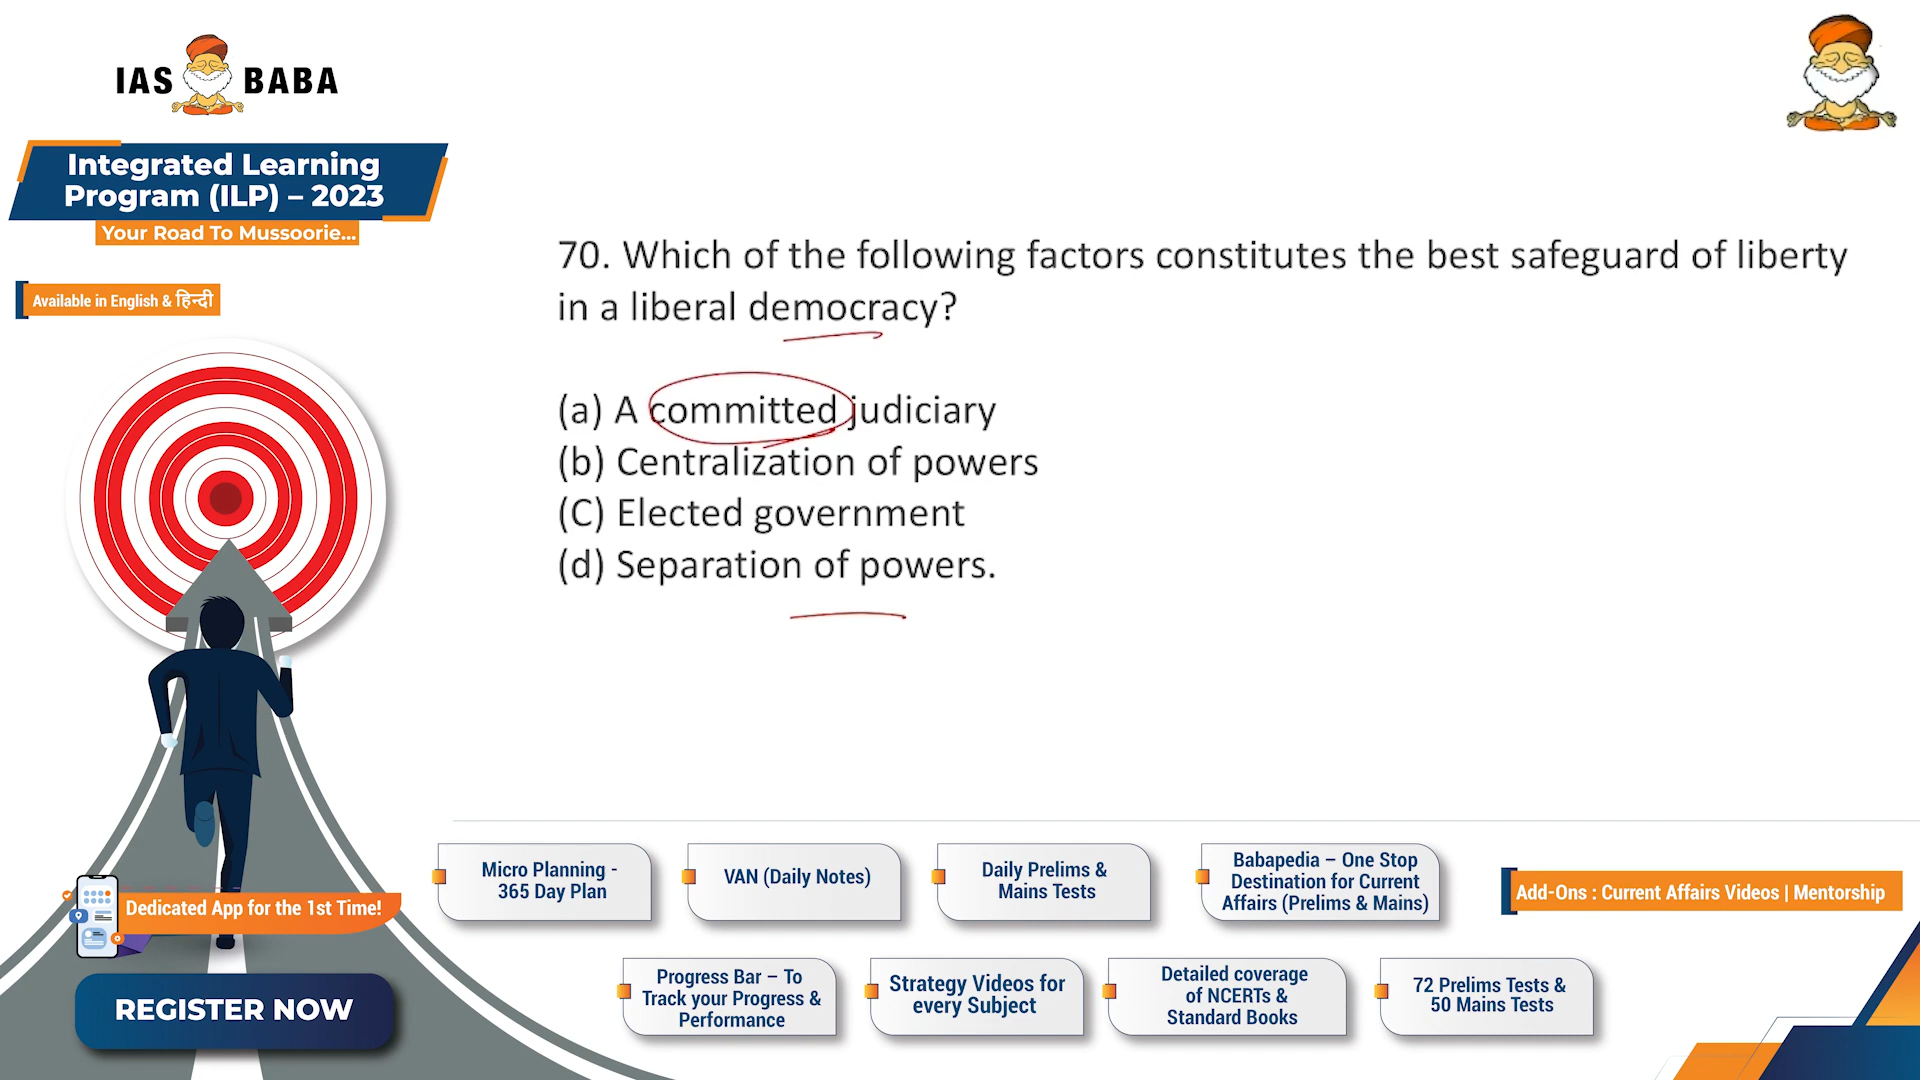 IAS BABA
Integrated Learning
Program (ILP) – 2023
Your Road To Mussoorie...
Available in English & हिन्दी
70. Which of the following factors constitutes the best safeguard of liberty
in a liberal democracy?
(a) A committed judiciary
(b) Centralization of powers
(C) Elected government
(d) Separation of powers.
Dedicated App for the 1st Time!
REGISTER NOW
Micro Planning -
365 Day Plan
VAN (Daily Notes)
Daily Prelims &
Mains Tests
Babapedia – One Stop
Destination for Current
Affairs (Prelims & Mains)
Add-Ons : Current Affairs Videos | Mentorship
Progress Bar – To
Track your Progress &
Performance
Strategy Videos for
every Subject
Detailed coverage
of NCERTs &
Standard Books
72 Prelims Tests &
50 Mains Tests